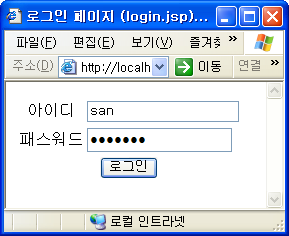 로그인 페이지 (login.jsp)...
파일(F) 편집(E) 보기(V) 즐겨찾 »
주소(D) http://localh 이동 연결 »
아이디 san
패스워드 •••••••
로그인
로컬 인트라넷